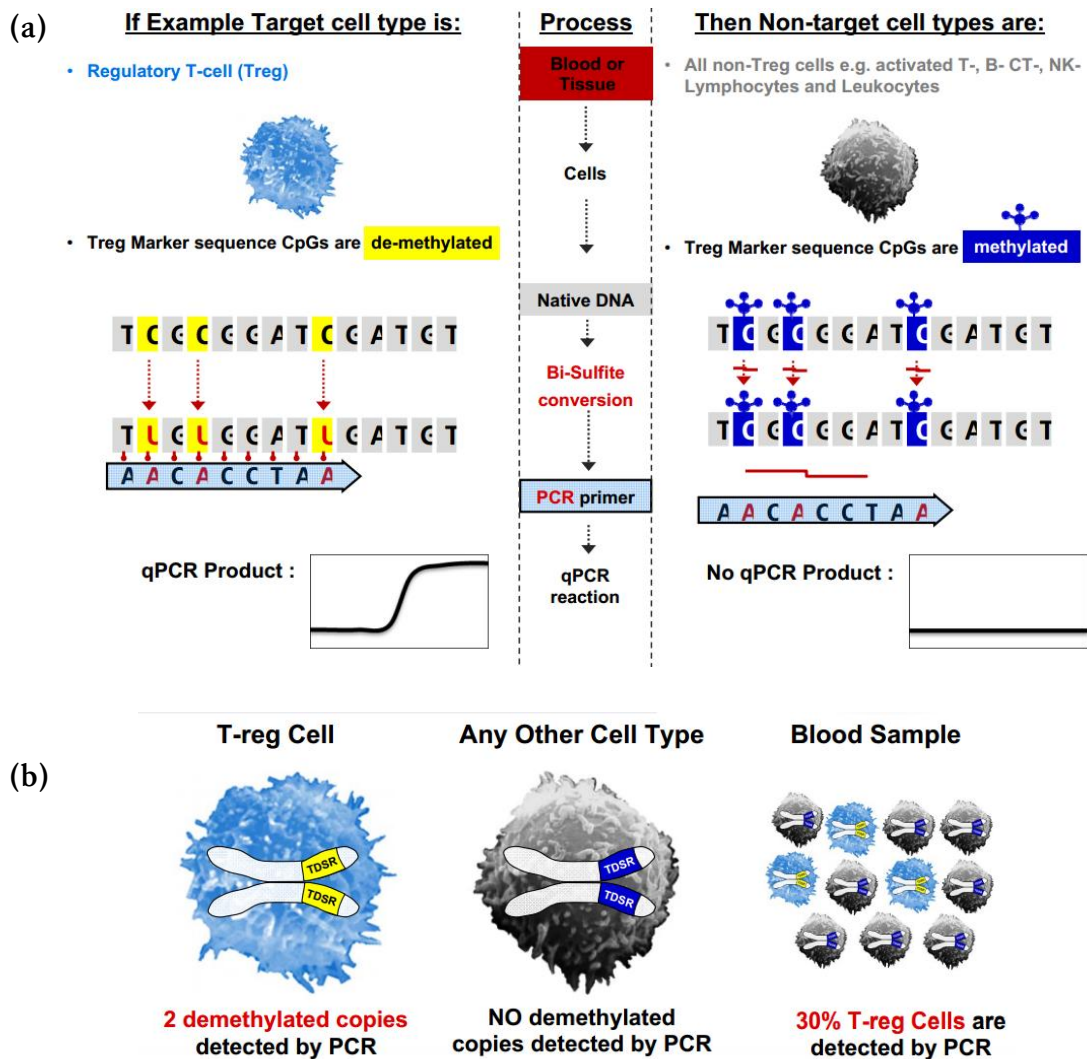 (a)
If Example Target cell type is:
Process
Then Non-target cell types are:
• Regulatory T-cell (Treg)
Blood or
Tissue
• All non-Treg cells e.g. activated T-, B- CT-, NK-
Lymphocytes and Leukocytes
Cells
• Treg Marker sequence CpGs are de-methylated
• Treg Marker sequence CpGs are methylated
Native DNA
T C G C G G A T C G A T G T
T C G C G G A T C G A T G T
Bi-Sulfite
conversion
T U G U G G A T U G A T G T
T C G C G G A T C G A T G T
A A C A C C T A A
PCR primer
A A C A C C T A A
qPCR Product :
qPCR
reaction
No qPCR Product :
T-reg Cell
Any Other Cell Type
Blood Sample
(b)
TDSR
TDSR
TDSR
TDSR
2 demethylated copies
detected by PCR
NO demethylated
copies detected by PCR
30% T-reg Cells are
detected by PCR